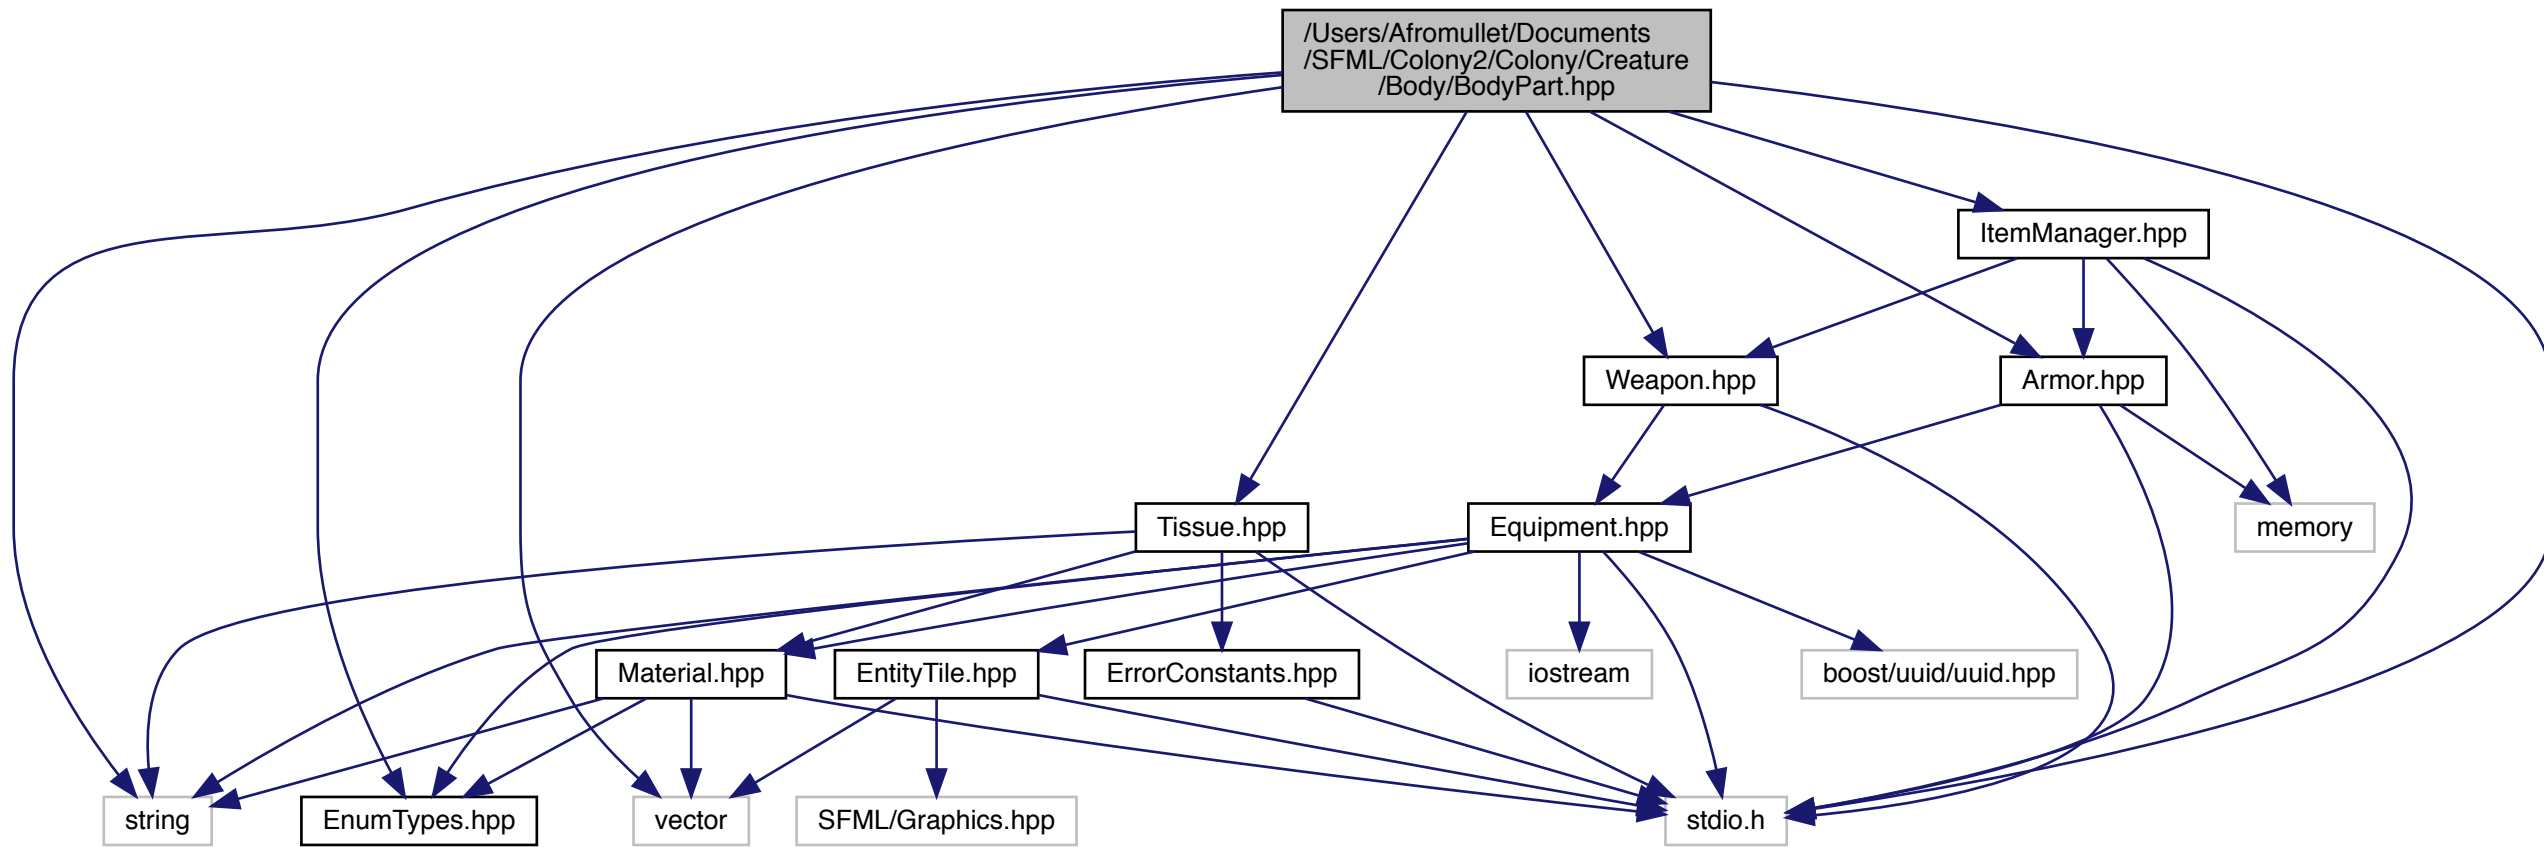 /Users/Afromullet/Documents
/SFML/Colony2/Colony/Creature
/Body/BodyPart.hpp
ItemManager.hpp
Weapon.hpp
Armor.hpp
Tissue.hpp
Equipment.hpp
memory
Material.hpp
EntityTile.hpp
ErrorConstants.hpp
iostream
boost/uuid/uuid.hpp
string
EnumTypes.hpp
vector
SFML/Graphics.hpp
stdio.h